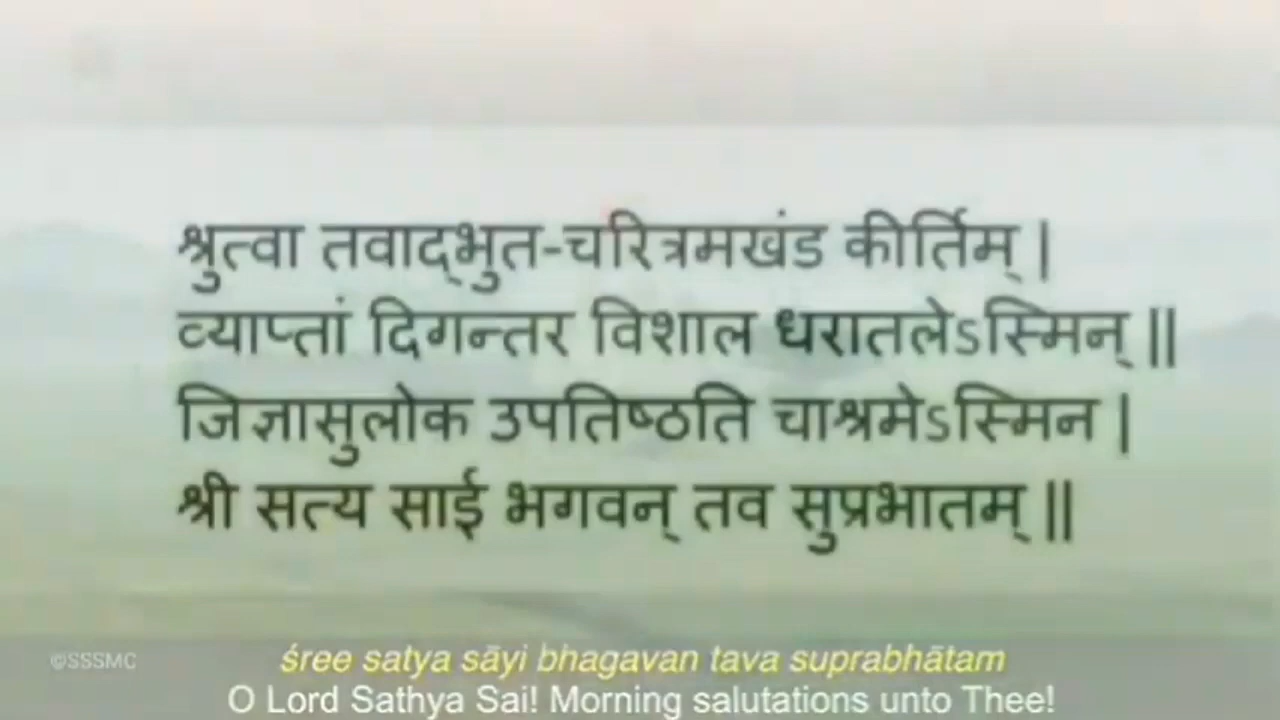 श्रुत्वा तवाद्‌भुत-चरित्रमखंड कीर्तिम् |
व्याप्तां दिगन्तर विशाल धरातलेऽस्मिन् ||
जिज्ञासुलोक उपतिष्ठति चाश्रमेऽस्मिन |
श्री सत्य साई भगवन् तव सुप्रभातम् ||
©SSSMC
śree satya sāyi bhagavan tava suprabhātam
O Lord Sathya Sai! Morning salutations unto Thee!